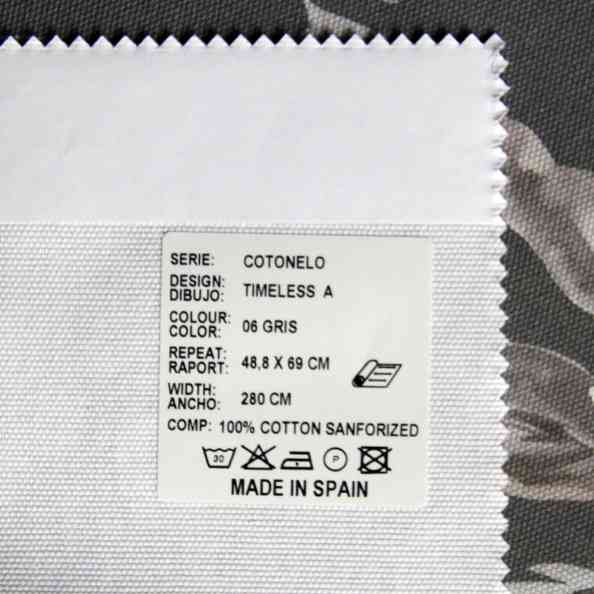 SERIE: COTONELO
DESIGN:
DIBUJO: TIMELESS A
COLOUR:
COLOR: 06 GRIS
REPEAT:
RAPORT: 48,8 X 69 CM
WIDTH:
ANCHO: 280 CM
COMP: 100% COTTON SANFORIZED
30 P
MADE IN SPAIN